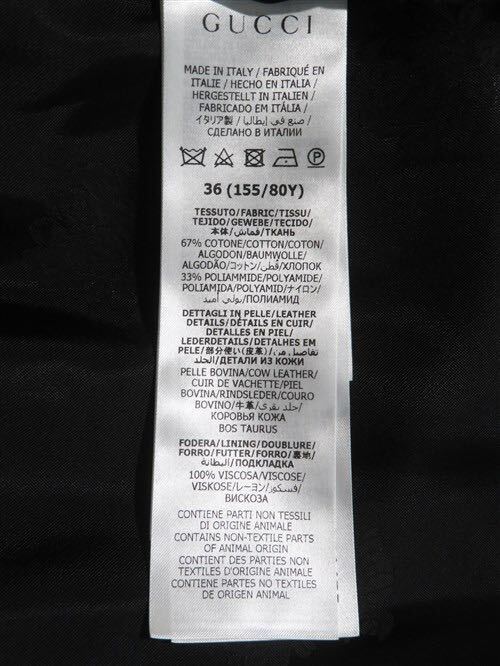 GUCCI
MADE IN ITALY / FABRIQUÉ EN
ITALIE / HECHO EN ITALIA /
HERGESTELLT IN ITALIEN /
FABRICADO EM ITÁLIA /
イタリア製 / صنع في إيطاليا /
СДЕЛАНО В ИТАЛИИ
36 (155/80Y)
TESSUTO/FABRIC/TISSU/
TEJIDO/GEWEBE/TECIDO/
本体/قماش/ТКАНЬ
67% COTONE/COTTON/COTON/
ALGODON/BAUMWOLLE/
ALGODÃO/コットン/قطن/ХЛОПОК
33% POLIAMMIDE/POLYAMIDE/
POLIAMIDA/POLYAMID/ナイロン/
بولي أميد/ПОЛИАМИД
DETTAGLI IN PELLE/LEATHER
DETAILS/DÉTAILS EN CUIR/
DETALLES EN PIEL/
LEDERDETAILS/DETALHES EM
PELE/部分使い(皮革)/تفاصيل من
الجلد/ДЕТАЛИ ИЗ КОЖИ
PELLE BOVINA/COW LEATHER/
CUIR DE VACHETTE/PIEL
BOVINA/RINDSLEDER/COURO
BOVINO/牛革/جلد بقري/
КОРОВЬЯ КОЖА
BOS TAURUS
FODERA/LINING/DOUBLURE/
FORRO/FUTTER/FORRO/裏地/
البطانة/ПОДКЛАДКА
100% VISCOSA/VISCOSE/
VISKOSE/レーヨン/فسكوز/
ВИСКОЗА
CONTIENE PARTI NON TESSILI
DI ORIGINE ANIMALE
CONTAINS NON-TEXTILE PARTS
OF ANIMAL ORIGIN
CONTIENT DES PARTIES NON
TEXTILES D'ORIGINE ANIMALE
CONTIENE PARTES NO TEXTILES
DE ORIGEN ANIMAL